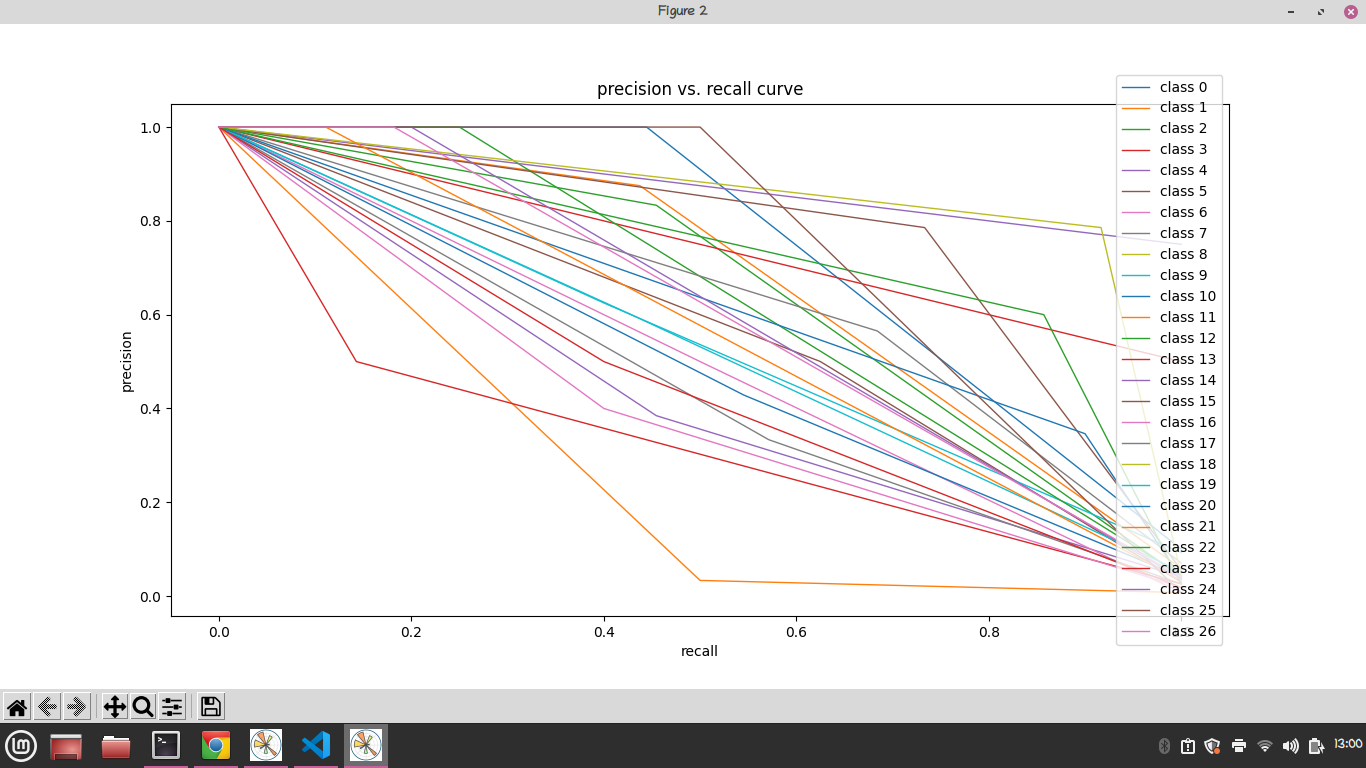 Figure 2
precision vs. recall curve
1.0
0.8
0.6
0.4
0.2
0.0
precision
0.0
0.2
0.4
0.6
0.8
recall
class 0
class 1
class 2
class 3
class 4
class 5
class 6
class 7
class 8
class 9
class 10
class 11
class 12
class 13
class 14
class 15
class 16
class 17
class 18
class 19
class 20
class 21
class 22
class 23
class 24
class 25
class 26
13:00